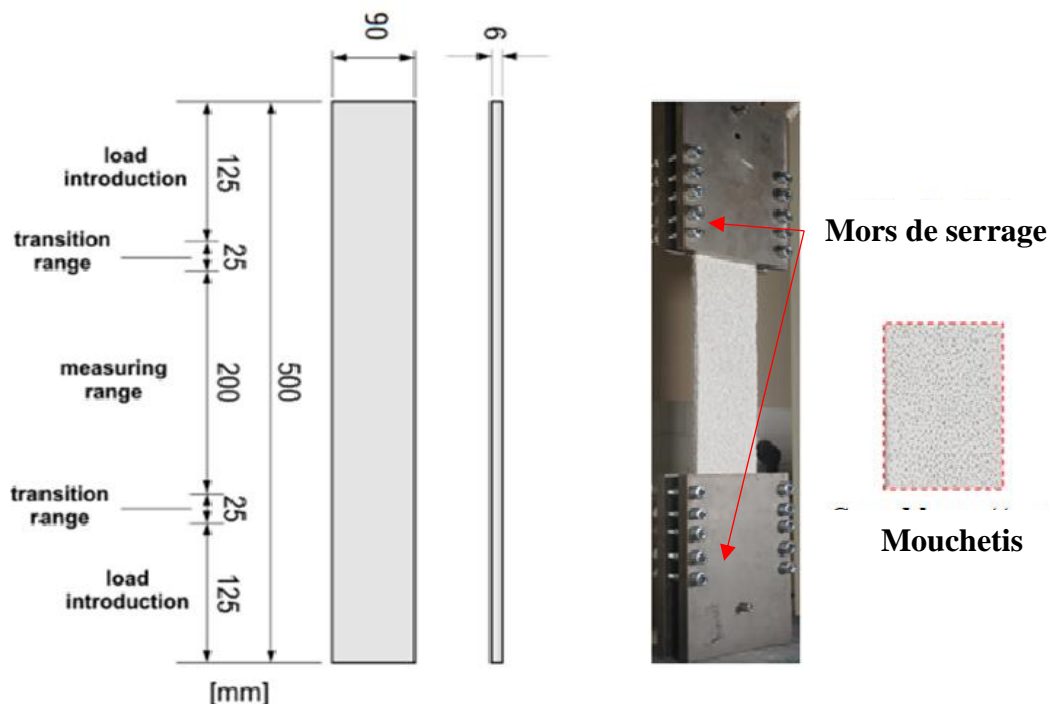 90
6
load
introduction
125
transition
range
25
measuring
range
200
500
transition
range
25
load
introduction
125
[mm]
Mors de serrage
Mouchetis